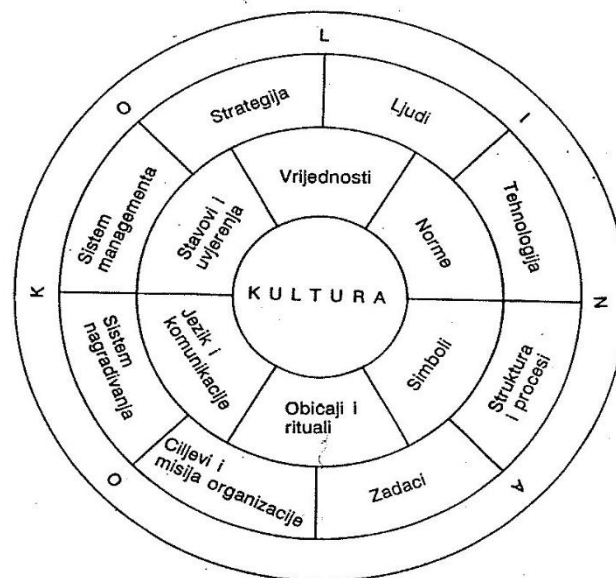 O K O L I N A
Strategija
Ljudi
Tehnologija
Struktura
i procesi
Zadaci
Ciljevi i
misija organizacije
Sistem
nagrađivanja
Sistem
managementa
Vrijednosti
Norme
Simboli
Običaji i
rituali
Jezik i
komunikacije
Stavovi i
uvjerenja
KULTURA